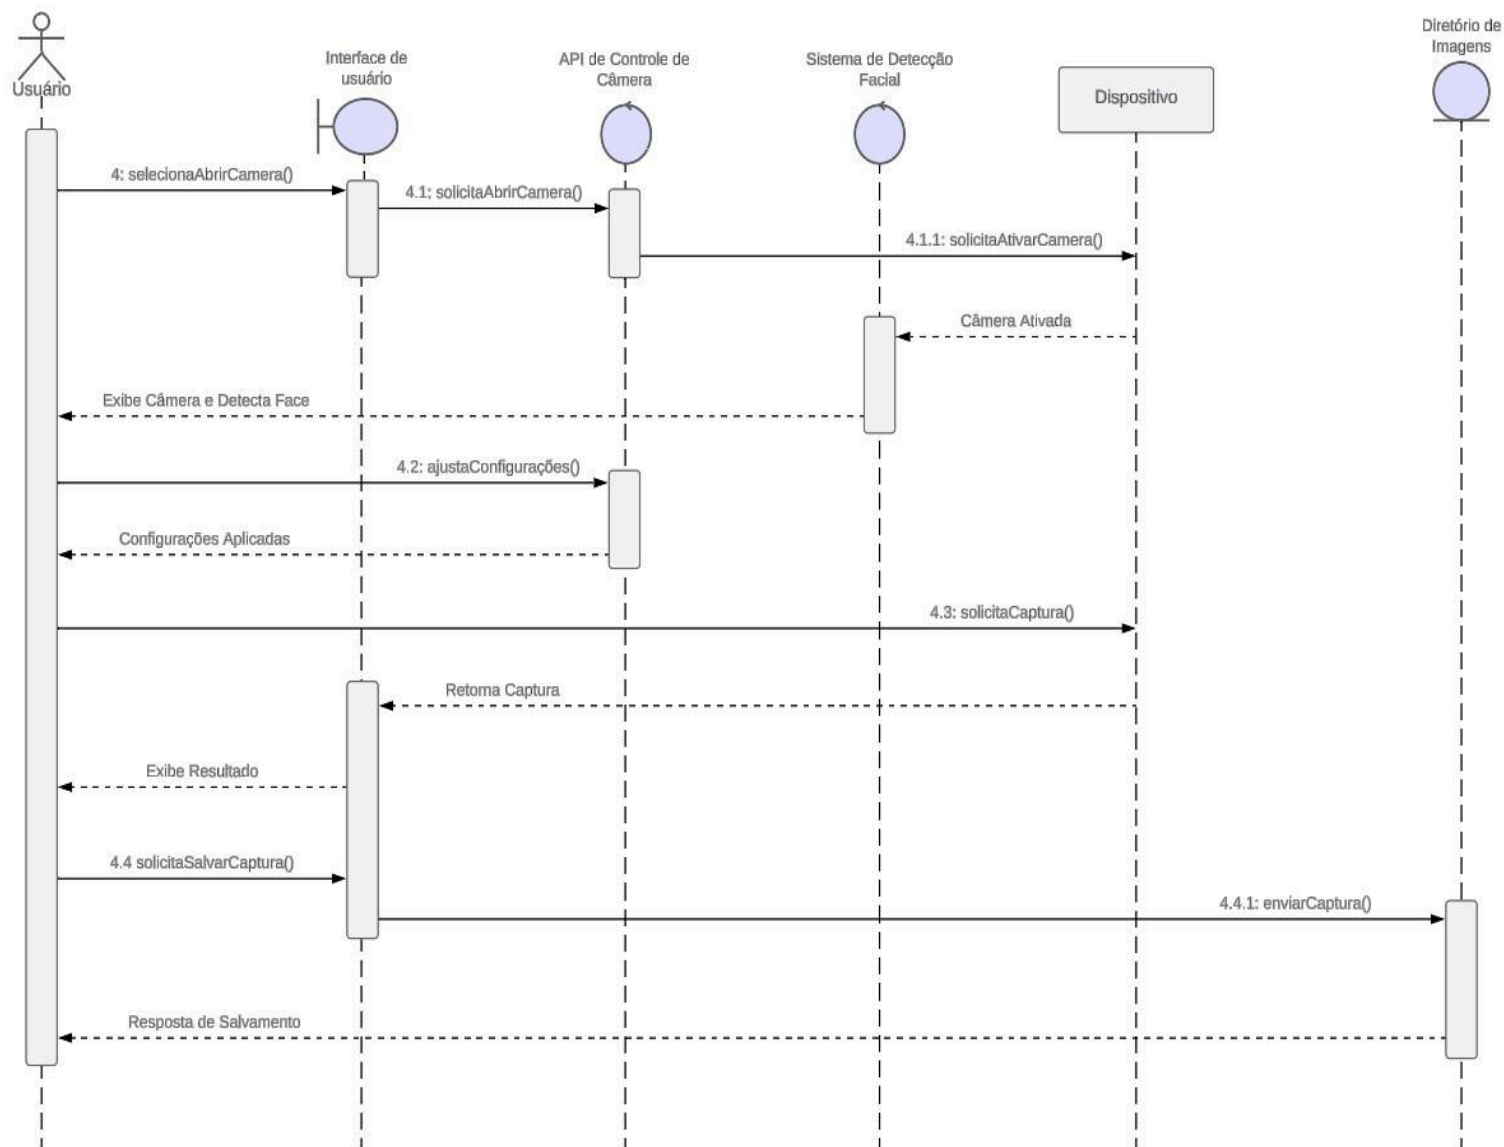 Usuário
Interface de
usuário
API de Controle de
Câmera
Sistema de Detecção
Facial
Dispositivo
Diretório de
Imagens
4: selecionaAbrirCamera()
4.1; solicitaAbrirCamera()
4.1.1: solicitaAtivarCamera()
Câmera Ativada
Exibe Câmera e Detecta Face
4.2: ajustaConfigurações()
Configurações Aplicadas
4.3: solicitaCaptura()
Retorna Captura
Exibe Resultado
4.4 solicitaSalvarCaptura()
4.4.1: enviarCaptura()
Resposta de Salvamento